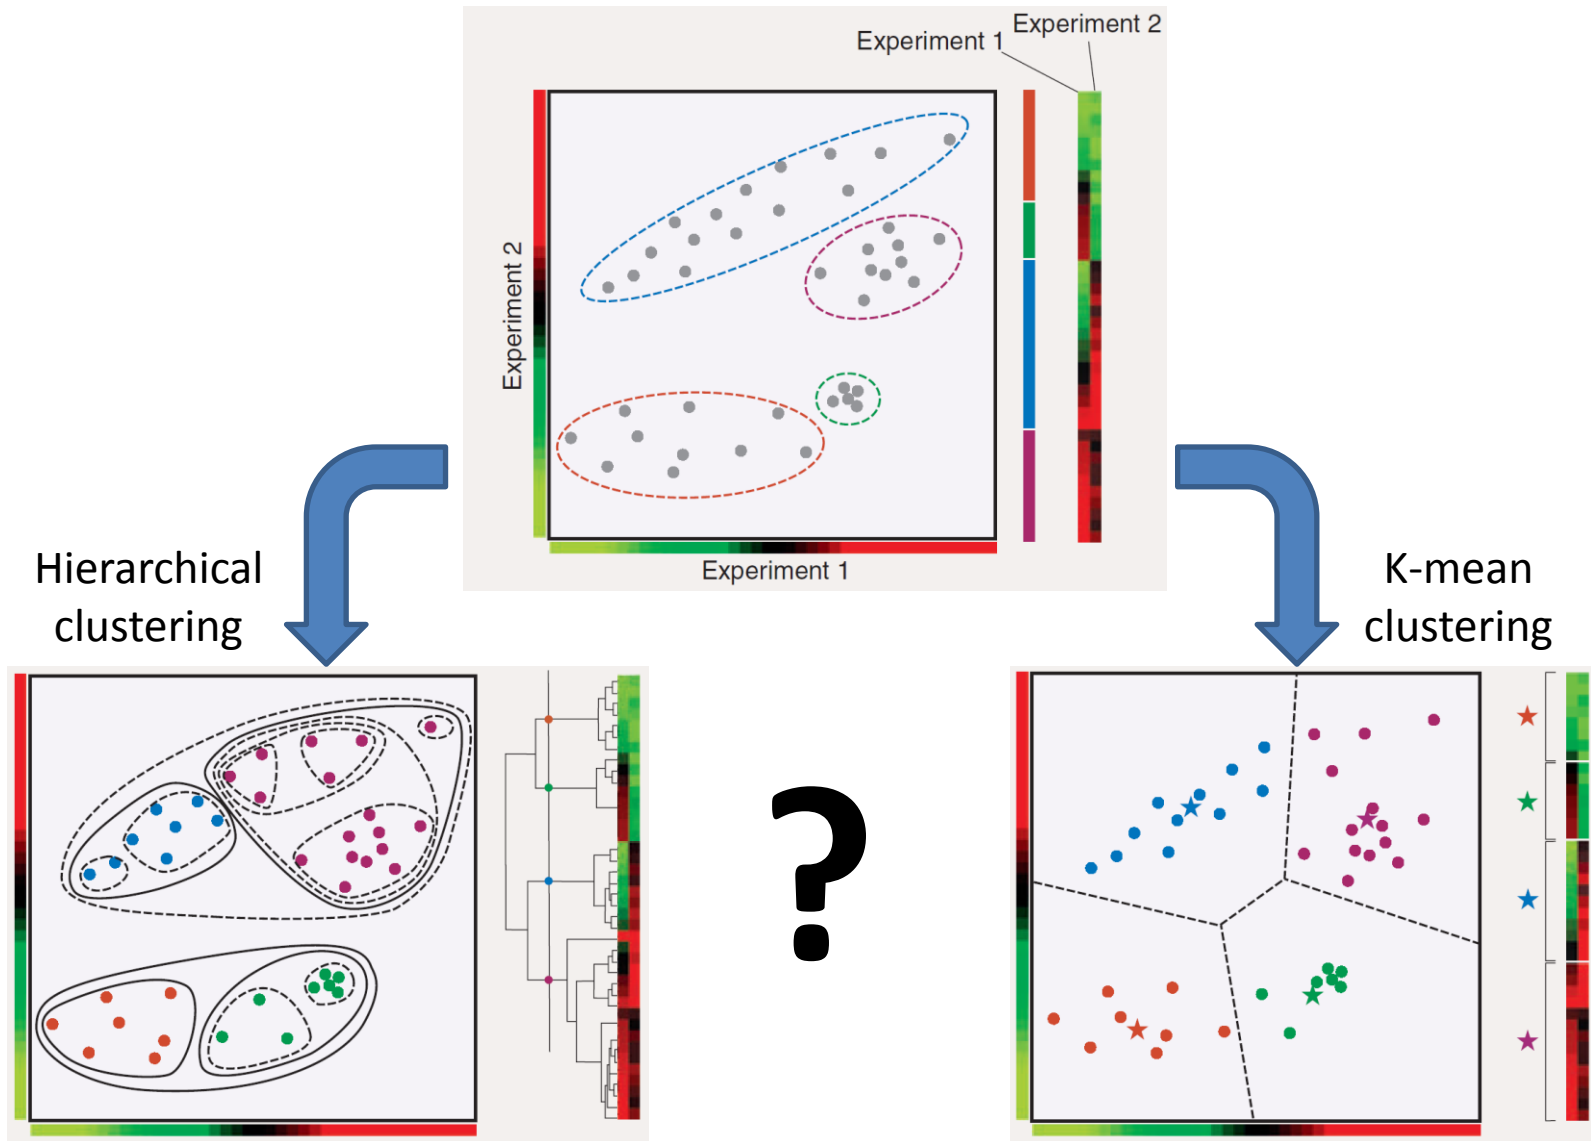 Experiment 1
Experiment 2
Experiment 2
Experiment 1
Hierarchical
clustering
K-mean
clustering
?